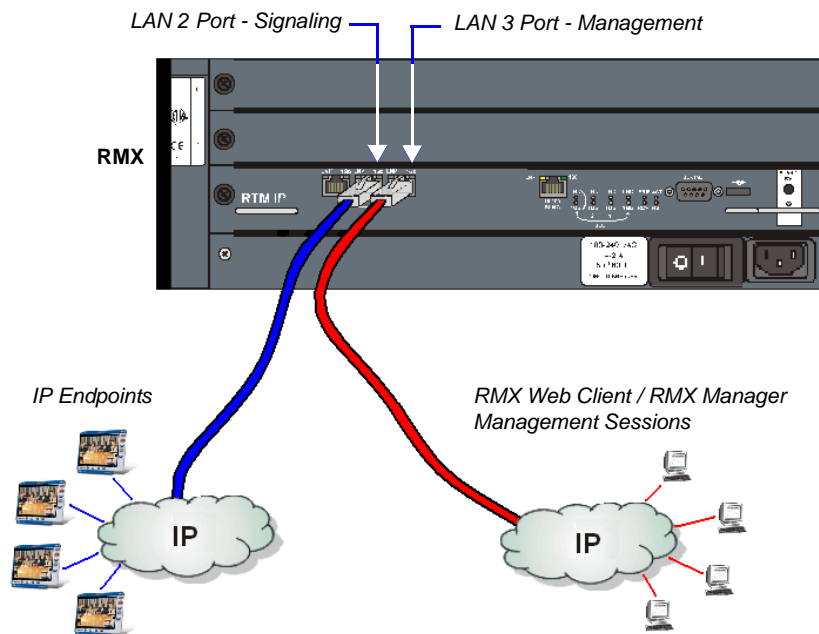 LAN 2 Port - Signaling
LAN 3 Port - Management
RMX
RTM IP
IP Endpoints
RMX Web Client / RMX Manager
Management Sessions
IP
IP